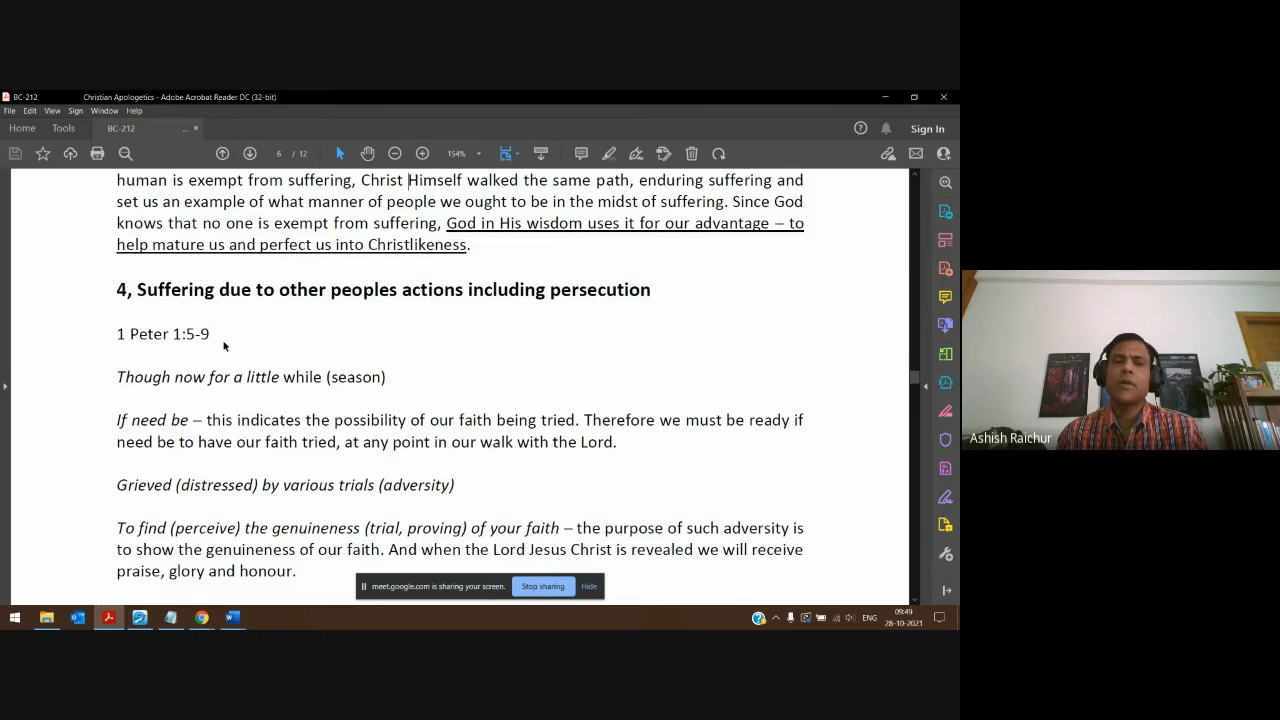 BC-212 Christian Apologetics - Adobe Acrobat Reader DC (32-bit)
File Edit View Sign Window Help
Home Tools BC-212 ... × Sign In
6 / 12 154%
human is exempt from suffering, Christ Himself walked the same path, enduring suffering and
set us an example of what manner of people we ought to be in the midst of suffering. Since God
knows that no one is exempt from suffering, God in His wisdom uses it for our advantage – to
help mature us and perfect us into Christlikeness.
4, Suffering due to other peoples actions including persecution
1 Peter 1:5-9
Though now for a little while (season)
If need be – this indicates the possibility of our faith being tried. Therefore we must be ready if
need be to have our faith tried, at any point in our walk with the Lord.
Grieved (distressed) by various trials (adversity)
To find (perceive) the genuineness (trial, proving) of your faith – the purpose of such adversity is
to show the genuineness of our faith. And when the Lord Jesus Christ is revealed we will receive
praise, glory and honour.
meet.google.com is sharing your screen. Stop sharing Hide
Ashish Raichur
ENG
09:49
28-10-2021